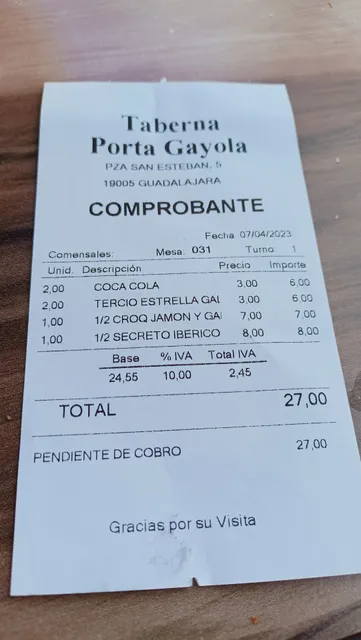 Taberna
Porta Gayola
PZA SAN ESTEBAN, 5
19005 GUADALAJARA
COMPROBANTE
Fecha 07/04/2023
Comensales: Mesa: 031 Turno: 1
Unid. Descripción Precio Importe
2,00 COCA COLA 3,00 6,00
2,00 TERCIO ESTRELLA GAL 3,00 6,00
1,00 1/2 CROQ JAMON Y GAI 7,00 7,00
1,00 1/2 SECRETO IBERICO 8,00 8,00
Base % IVA Total IVA
24,55 10,00 2,45
TOTAL 27,00
PENDIENTE DE COBRO 27,00
Gracias por su Visita